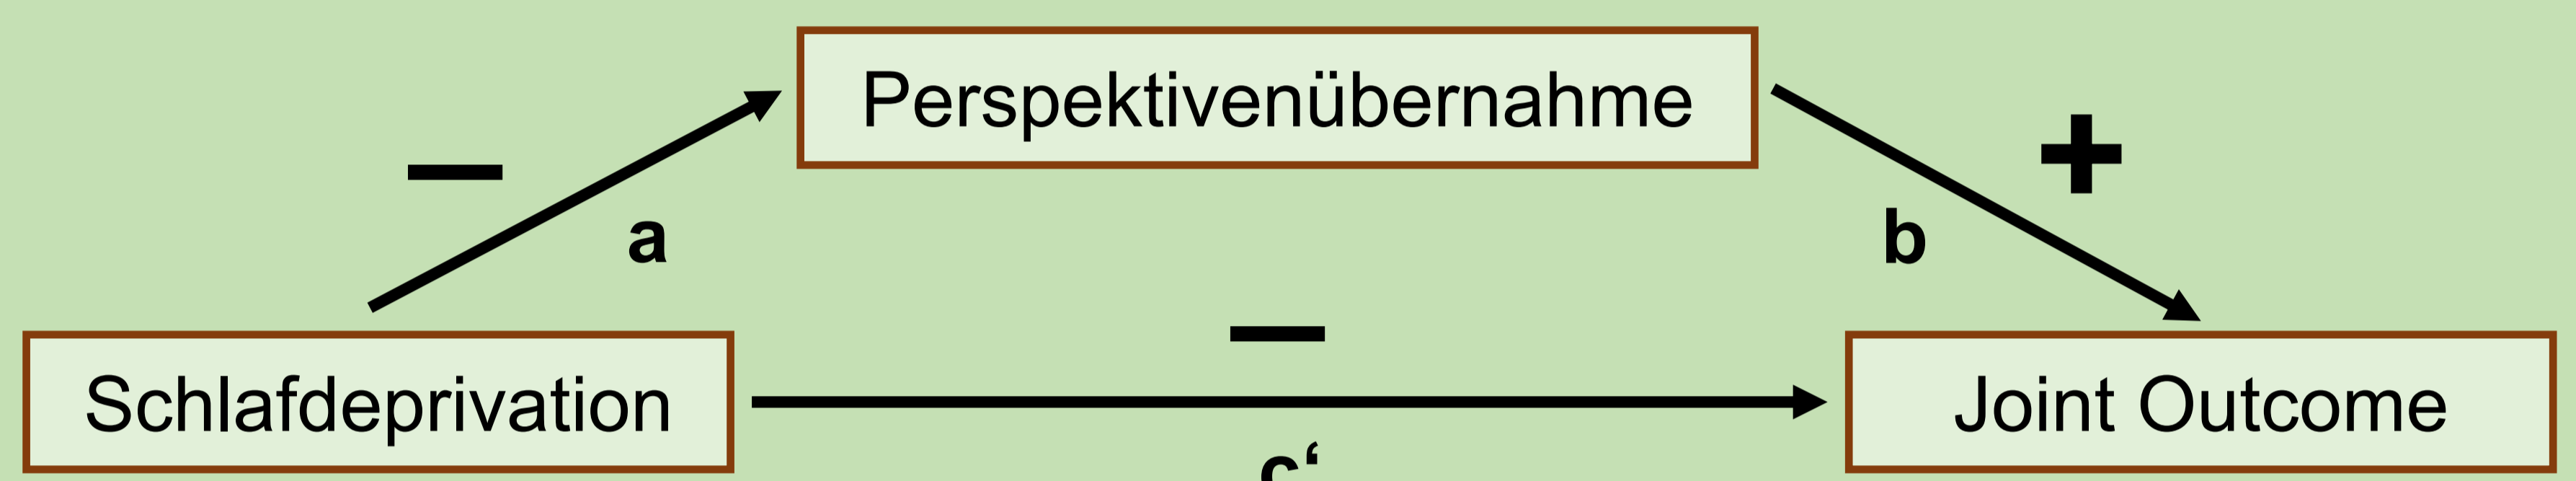 Perspektivenübernahme
—
+
a
b
—
Schlafdeprivation
Joint Outcome
c‘